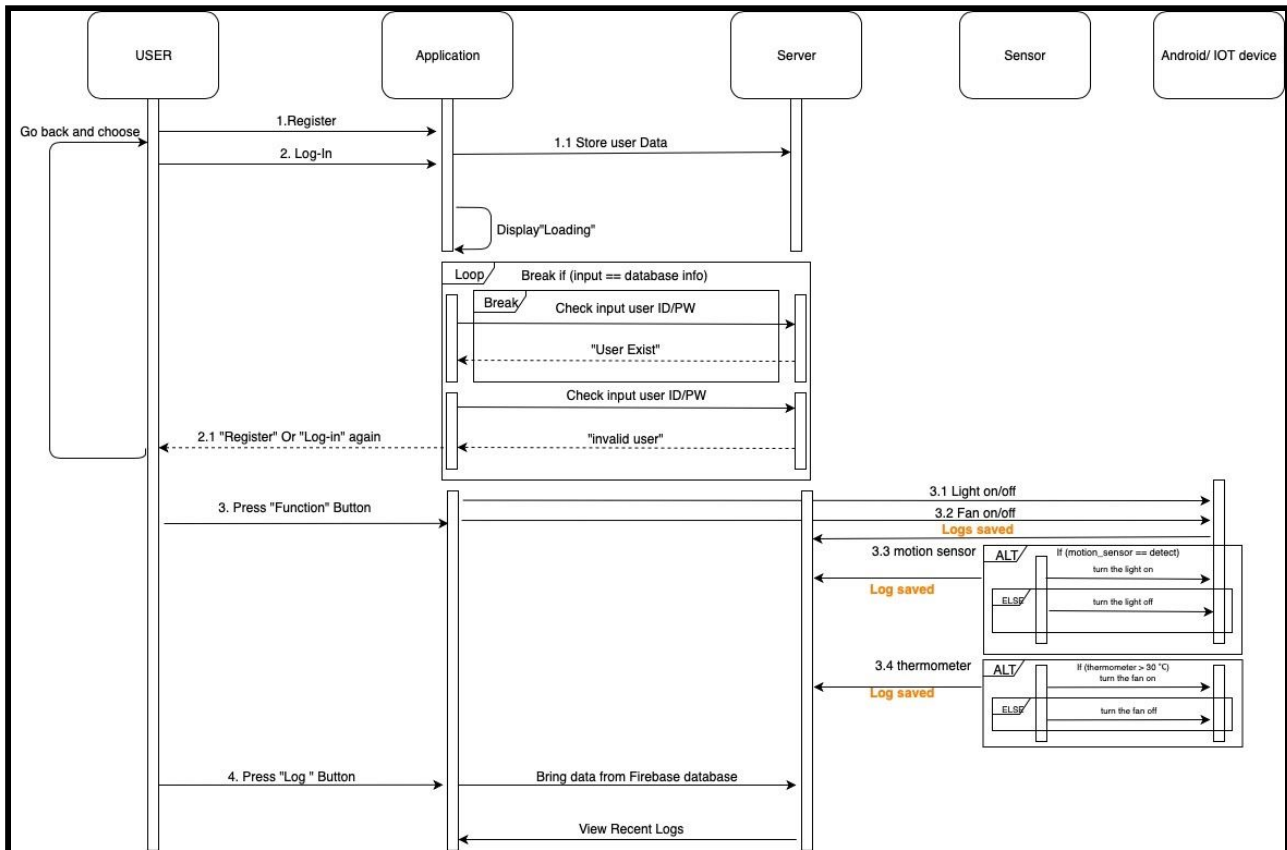 USER
Application
Server
Sensor
Android/ IOT device
Go back and choose
1.Register
2. Log-In
1.1 Store user Data
Display"Loading"
Loop
Break if (input == database info)
Break
Check input user ID/PW
"User Exist"
Check input user ID/PW
2.1 "Register" Or "Log-in" again
"invalid user"
3. Press "Function" Button
3.1 Light on/off
3.2 Fan on/off
Logs saved
3.3 motion sensor
ALT
If (motion_sensor == detect)
turn the light on
Log saved
ELSE
turn the light off
3.4 thermometer
ALT
If (thermometer > 30 ℃)
turn the fan on
Log saved
ELSE
turn the fan off
4. Press "Log " Button
Bring data from Firebase database
View Recent Logs